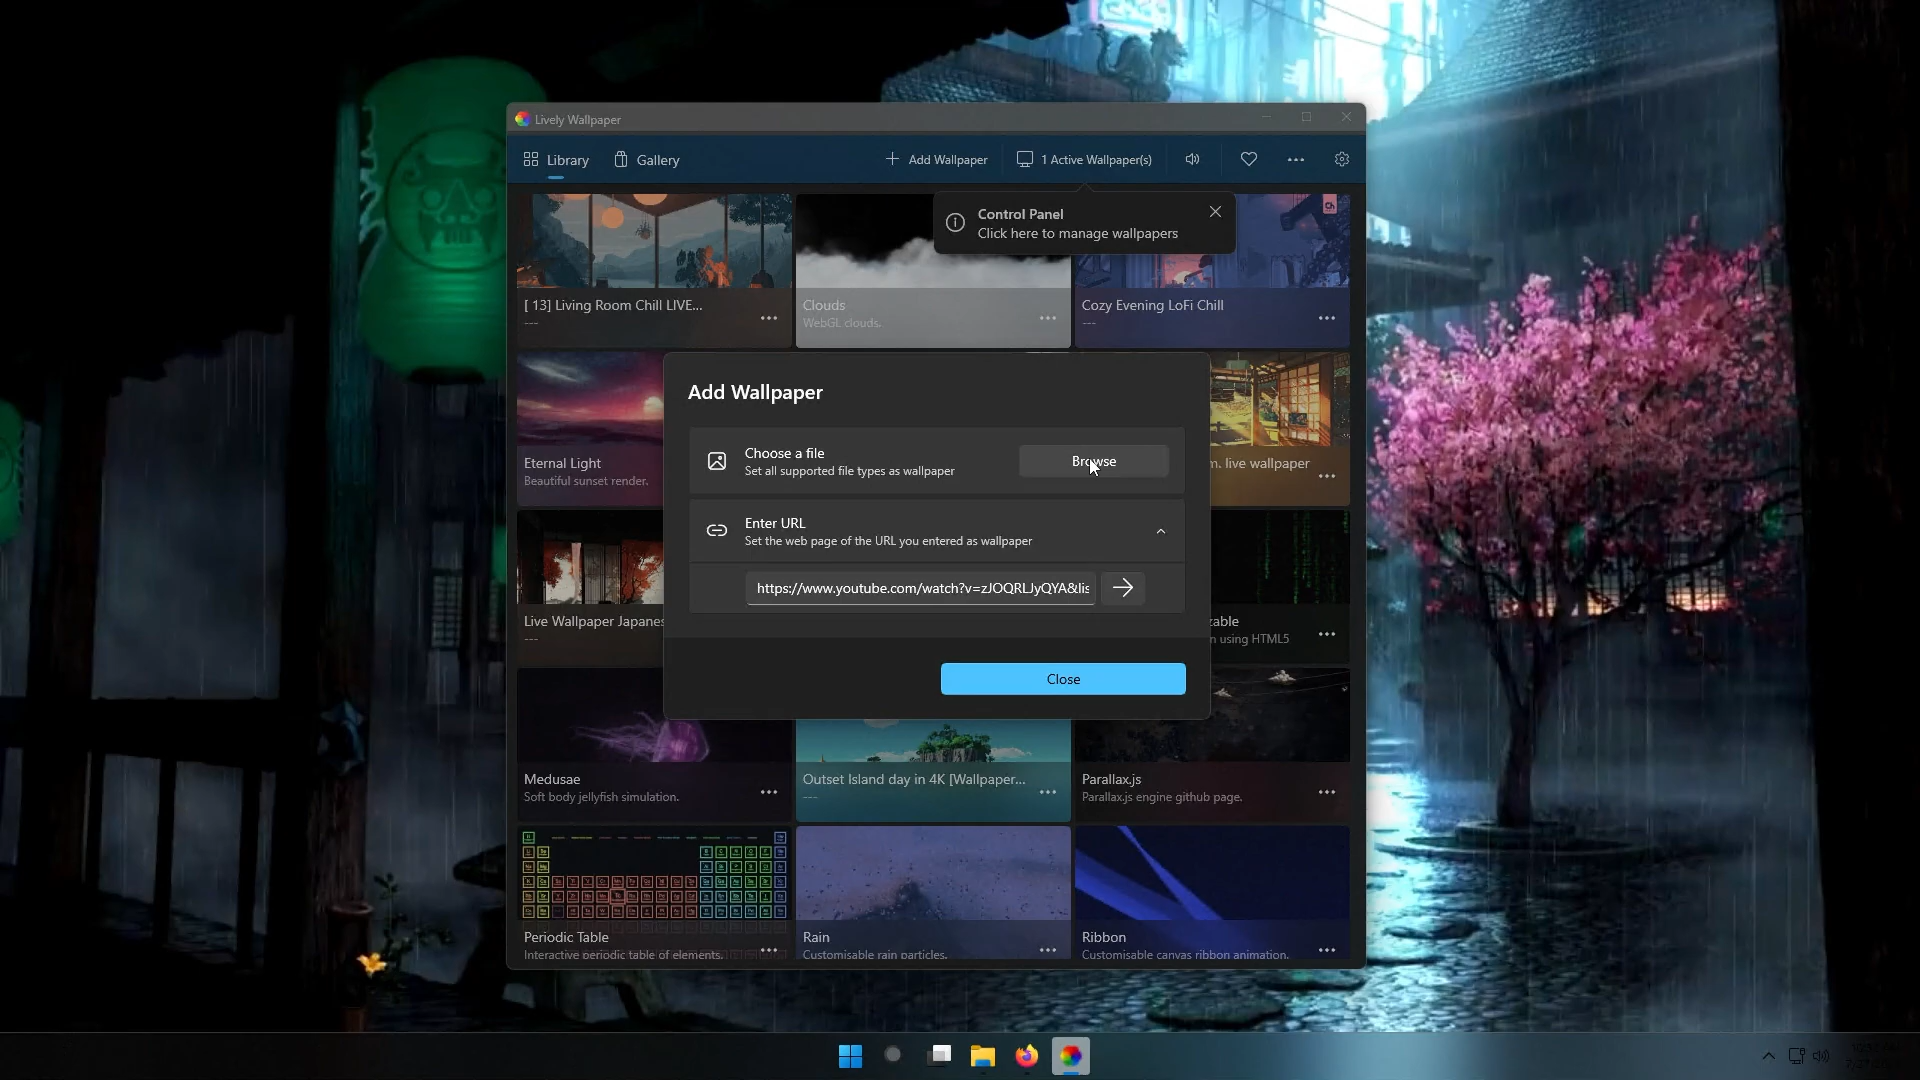 Lively Wallpaper
Library
Gallery
Add Wallpaper
1 Active Wallpaper(s)
Control Panel
Click here to manage wallpapers
[ 13] Living Room Chill LIVE...
---
Clouds
WebGL clouds.
Cozy Evening LoFi Chill
---
Add Wallpaper
Choose a file
Set all supported file types as wallpaper
Browse
Enter URL
Set the web page of the URL you entered as wallpaper
https://www.youtube.com/watch?v=zJOQRLJyQYA&lis
Close
Eternal Light
Beautiful sunset render.
m. live wallpaper
Live Wallpaper Japanes
---
zable
n using HTML5
Medusae
Soft body jellyfish simulation.
Outset Island day in 4K [Wallpaper...
---
Parallax.js
Parallax.js engine github page.
Periodic Table
Interactive periodic table of elements.
Rain
Customisable rain particles.
Ribbon
Customisable canvas ribbon animation.